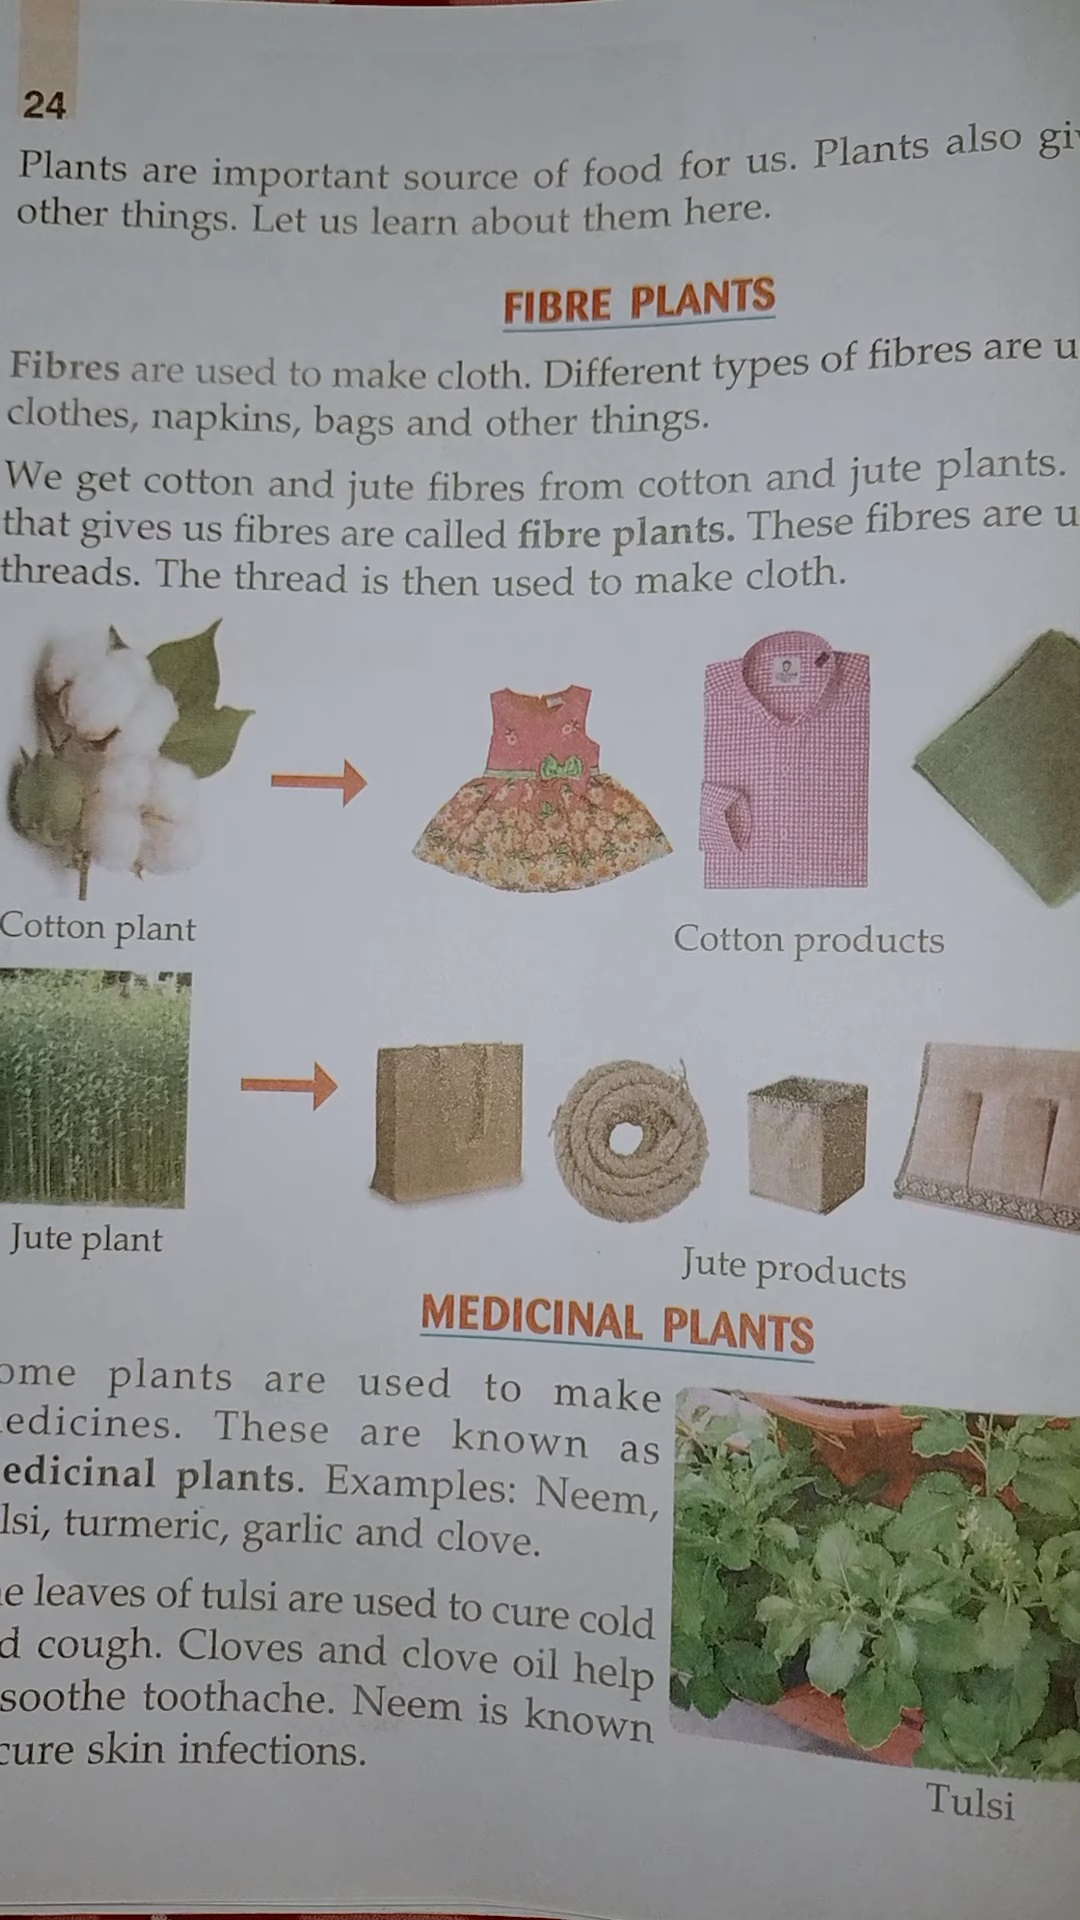 24
Plants are important source of food for us. Plants also
other things. Let us learn about them here.
FIBRE PLANTS
Fibres are used to make cloth. Different types of fibres are
clothes, napkins, bags and other things.
We get cotton and jute fibres from cotton and jute plants.
that gives us fibres are called fibre plants. These fibres are
threads. The thread is then used to make cloth.
Cotton plant
Cotton products
Jute plant
Jute products
MEDICINAL PLANTS
plants are used to make
These are known as
plants. Examples: Neem,
turmeric, garlic and clove.
leaves of tulsi are used to cure cold
cough. Cloves and clove oil help
soothe toothache. Neem is known
cure skin infections.
Tulsi